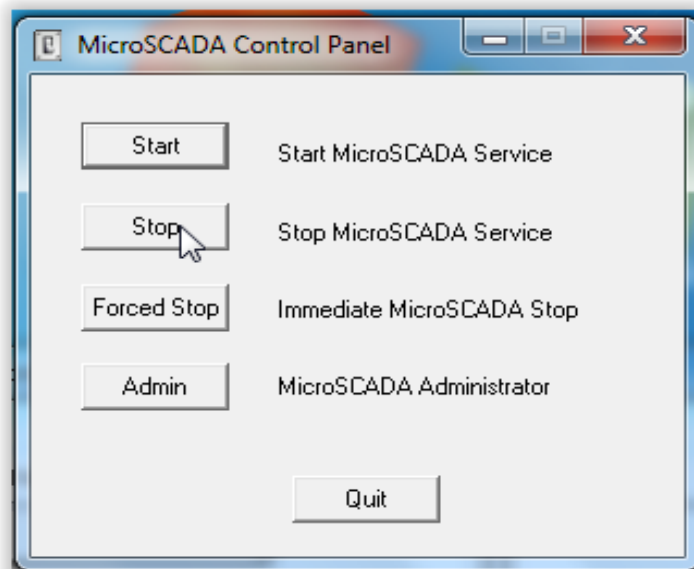 MicroSCADA Control Panel
Start Start MicroSCADA Service
Stop Stop MicroSCADA Service
Forced Stop Immediate MicroSCADA Stop
Admin MicroSCADA Administrator
Quit